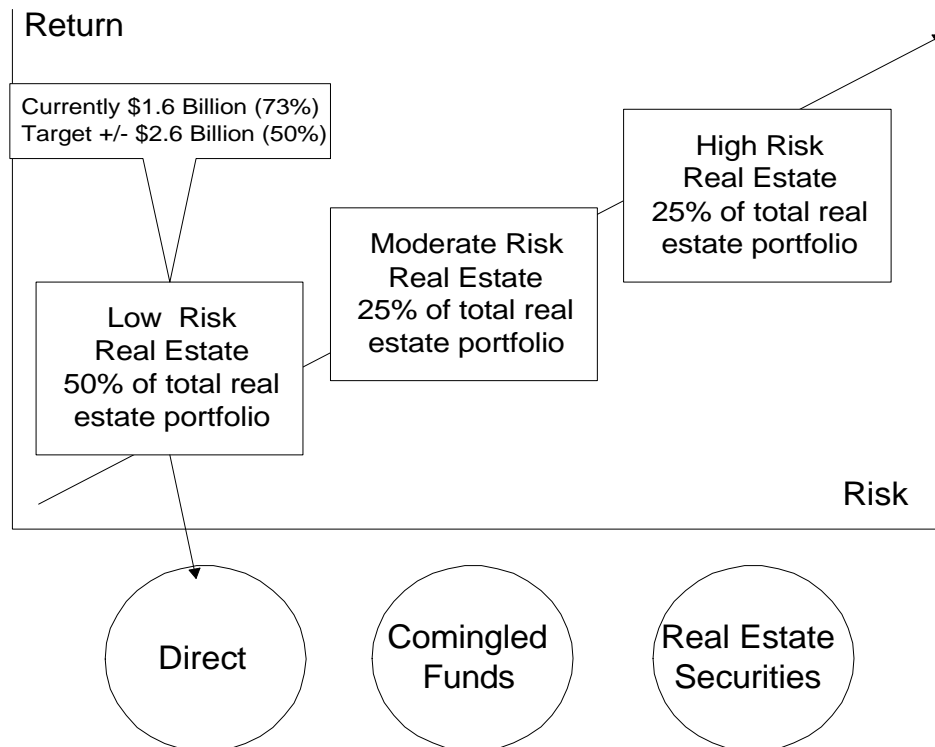 Return
Currently $1.6 Billion (73%)
Target +/- $2.6 Billion (50%)
High Risk
Real Estate
25% of total real
estate portfolio
Moderate Risk
Real Estate
25% of total real
estate portfolio
Low Risk
Real Estate
50% of total real
estate portfolio
Risk
Direct
Comingled
Funds
Real Estate
Securities